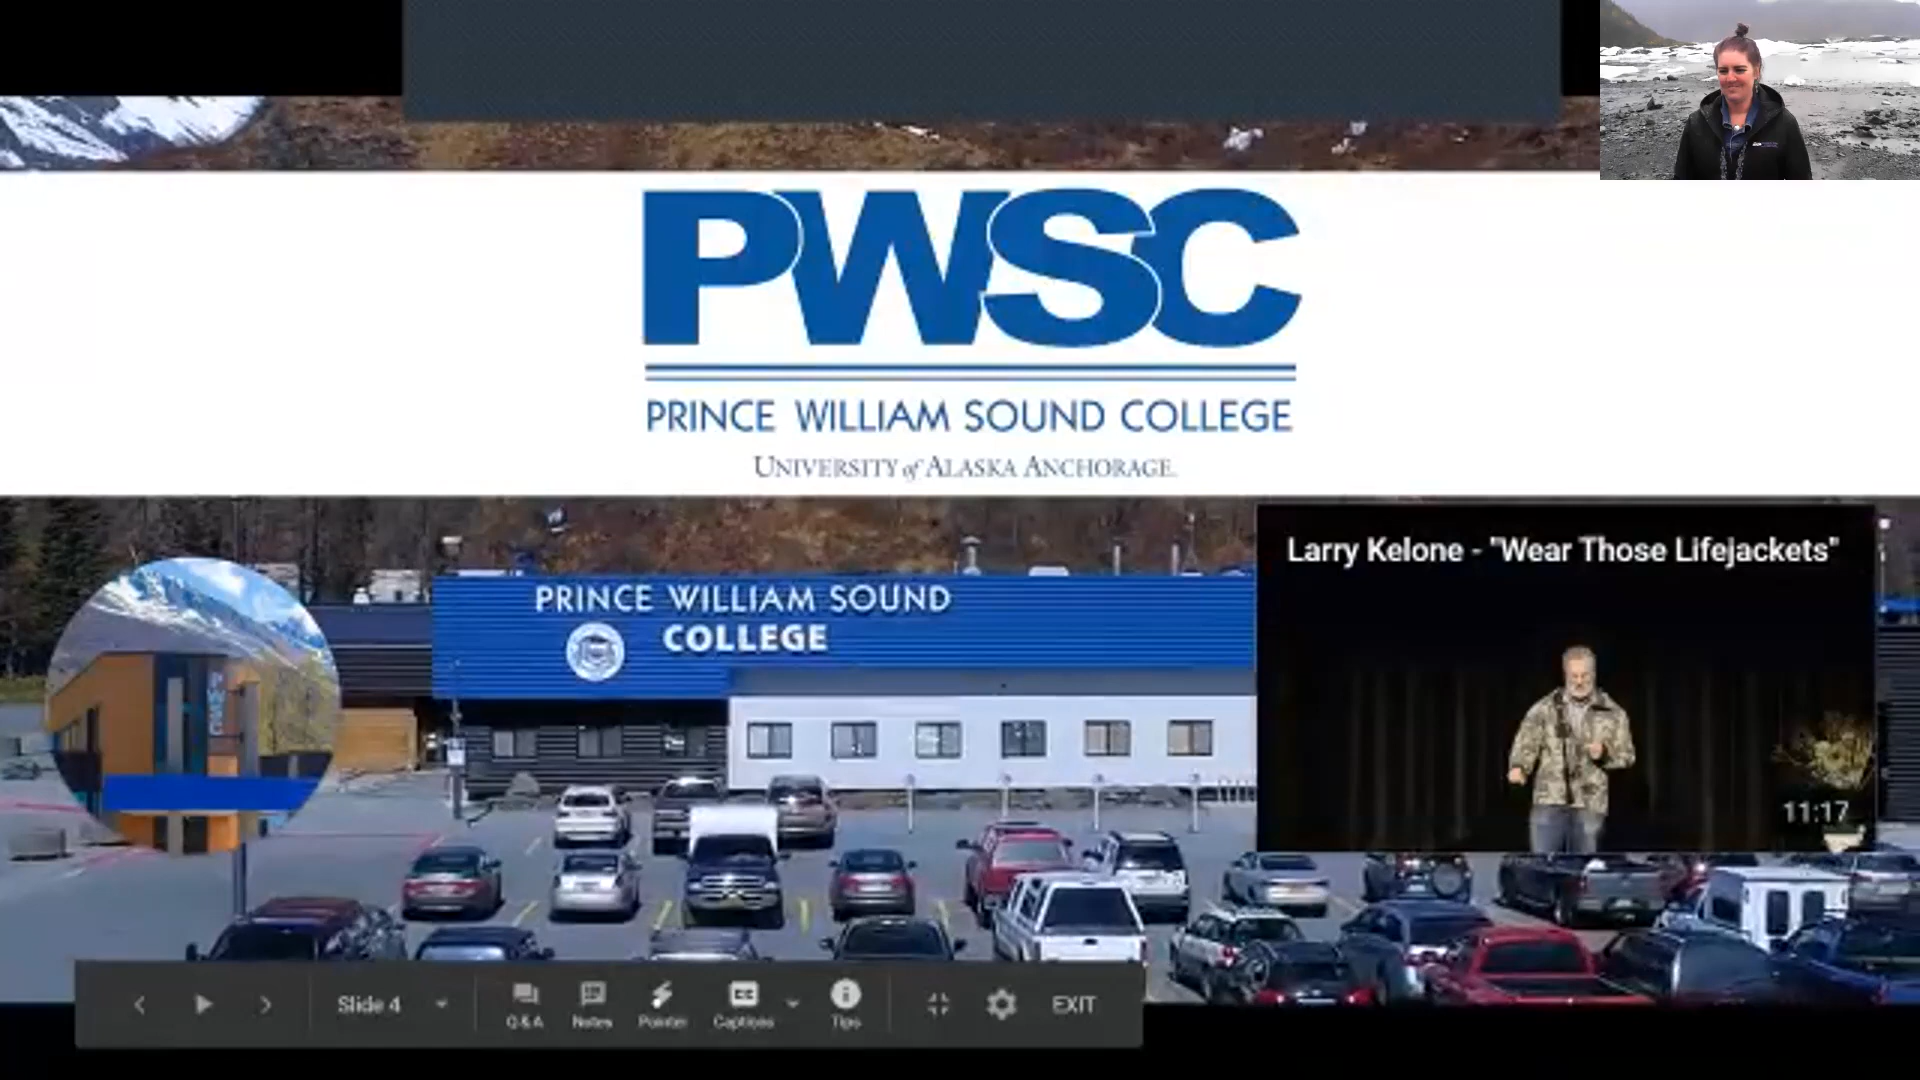 PWSC
PRINCE WILLIAM SOUND COLLEGE
UNIVERSITY of ALASKA ANCHORAGE.
Larry Kelone - "Wear Those Lifejackets"
PRINCE WILLIAM SOUND
COLLEGE
PWSC
11:17
Slide 4
Q&A
Notes
Pointer
Captions
Tips
EXIT